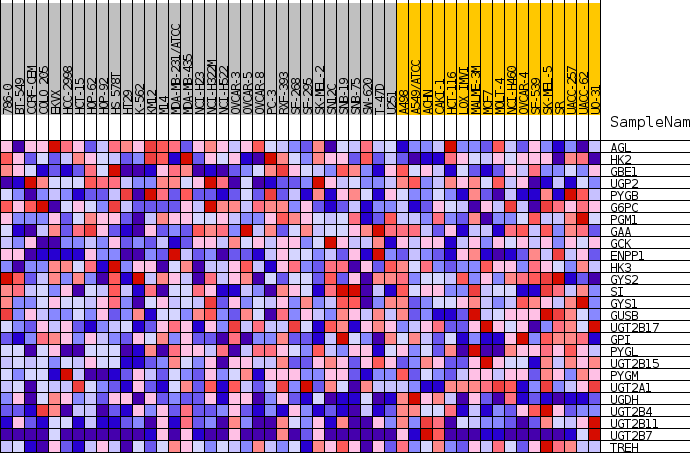 786-0
BT-549
CCRF-CEM
COLO 205
EKVX
HCC-2998
HCT-15
HOP-62
HOP-92
HS 578T
HT29
K-562
KM12
M14
MDA-MB-231/ATCC
MDA-MB-435
NCI-H23
NCI-H322M
NCI-H522
OVCAR-3
OVCAR-5
OVCAR-8
PC-3
RXF-393
SF-268
SF-295
SK-MEL-2
SN12C
SNB-19
SNB-75
SW-620
T-47D
U251
A498
A549/ATCC
ACHN
CAKI-1
HCT-116
LOX IMVI
MALME-3M
MCF7
MOLT-4
NCI-H460
OVCAR-4
SF-539
SK-MEL-5
SR
UACC-257
UACC-62
UO-31
SampleNam
AGL
HK2
GBE1
UGP2
PYGB
G6PC
PGM1
GAA
GCK
ENPP1
HK3
GYS2
SI
GYS1
GUSB
UGT2B17
GPI
PYGL
UGT2B15
PYGM
UGT2A1
UGDH
UGT2B4
UGT2B11
UGT2B7
TREH